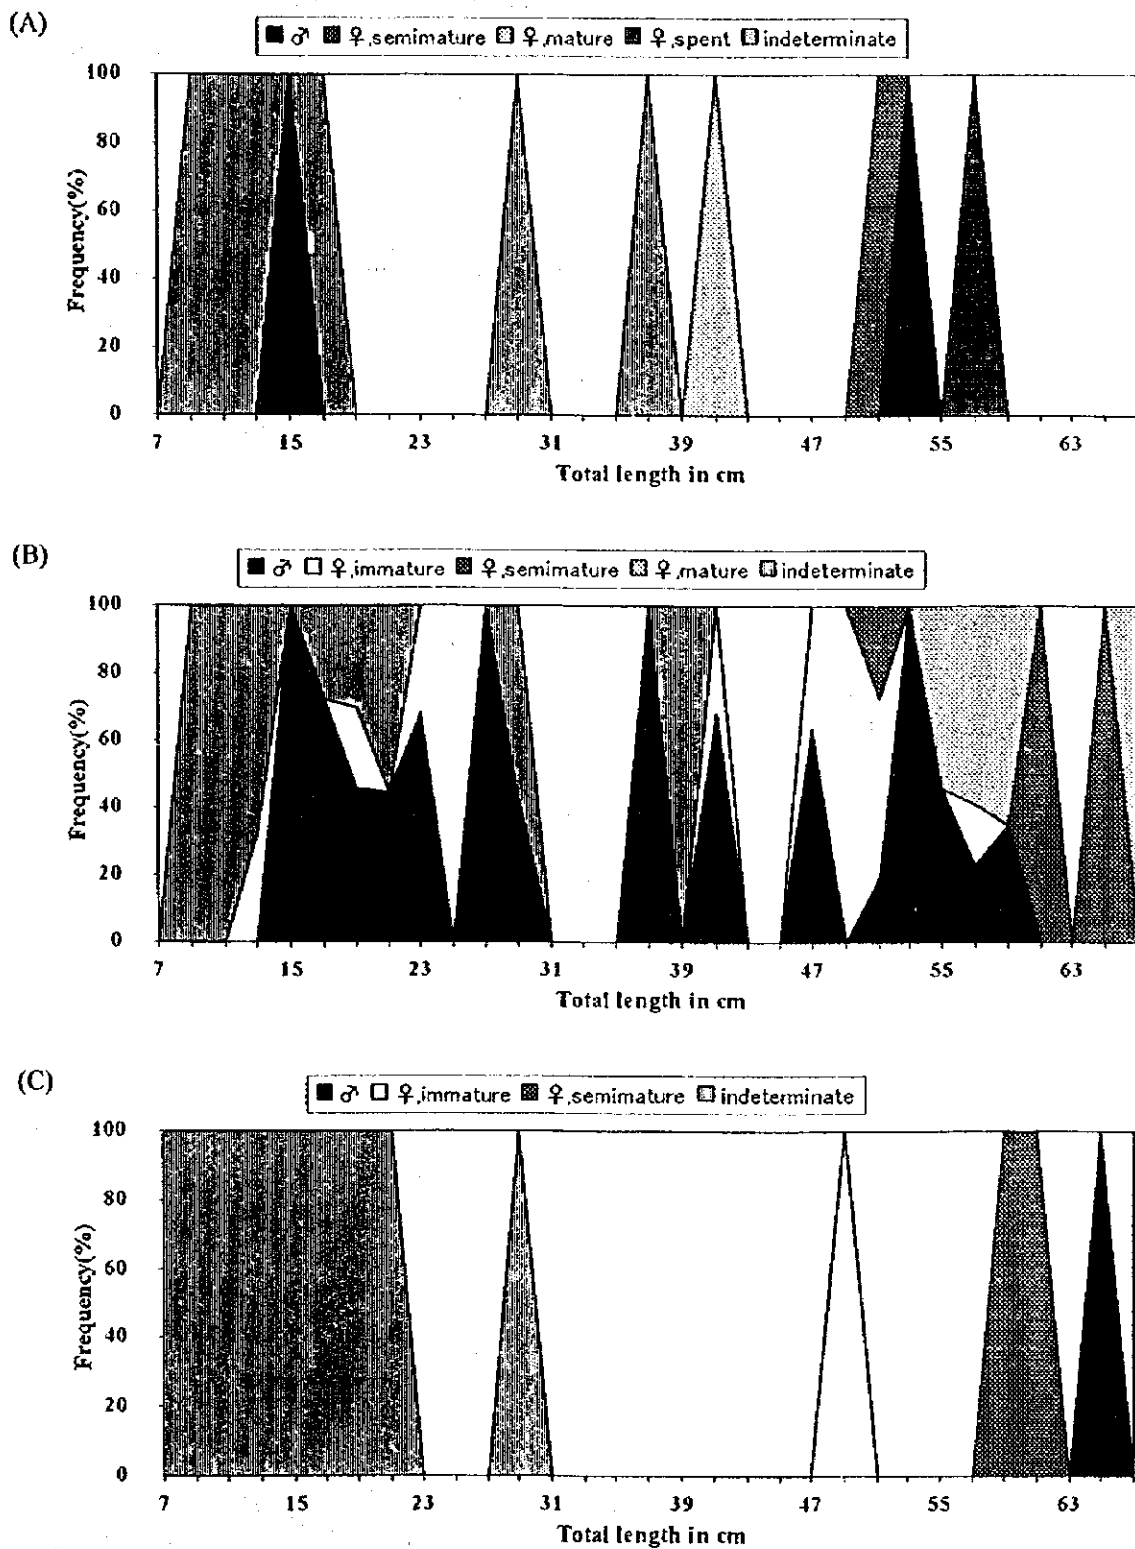 (A)
♂ ♀,semimature ♀,mature ♀,spent indeterminate
100
80
60
40
20
0
Frequency(%)
7 15 23 31 39 47 55 63
Total length in cm
(B)
♂ ♀,immature ♀,semimature ♀,mature indeterminate
100
80
60
40
20
0
Frequency(%)
7 15 23 31 39 47 55 63
Total length in cm
(C)
♂ ♀,immature ♀,semimature indeterminate
100
80
60
40
20
0
Frequency(%)
7 15 23 31 39 47 55 63
Total length in cm